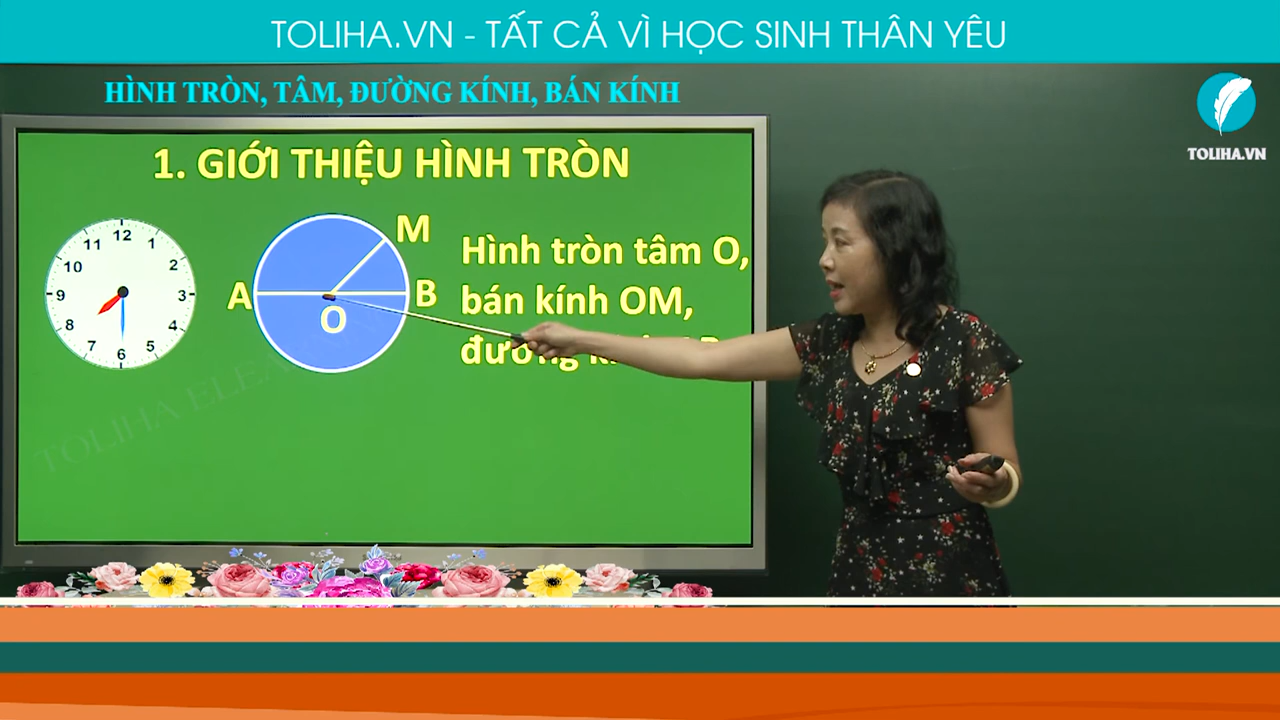 TOLIHA.VN - TẤT CẢ VÌ HỌC SINH THÂN YÊU
HÌNH TRÒN, TÂM, ĐƯỜNG KÍNH, BÁN KÍNH
TOLIHA.VN
1. GIỚI THIỆU HÌNH TRÒN
12
11 1
10 2
9 3
8 4
7 5
6
M
A B
O
Hình tròn tâm O,
bán kính OM,
đường
TOLIHA